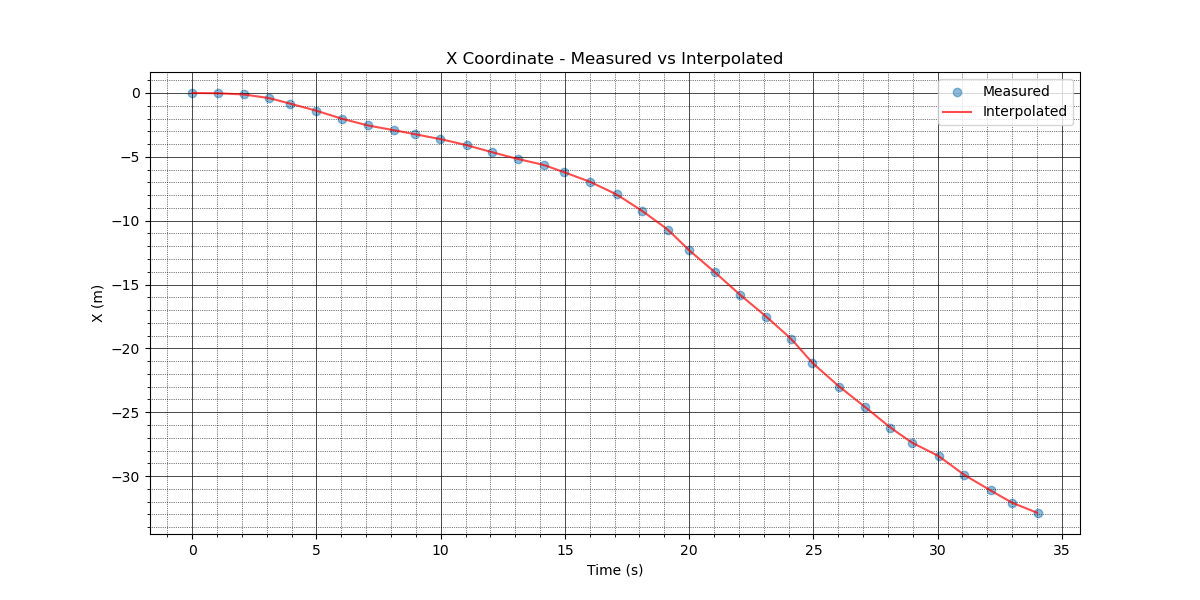 X Coordinate - Measured vs Interpolated
Measured
Interpolated
0
−5
−10
−15
−20
−25
−30
X (m)
0 5 10 15 20 25 30 35
Time (s)